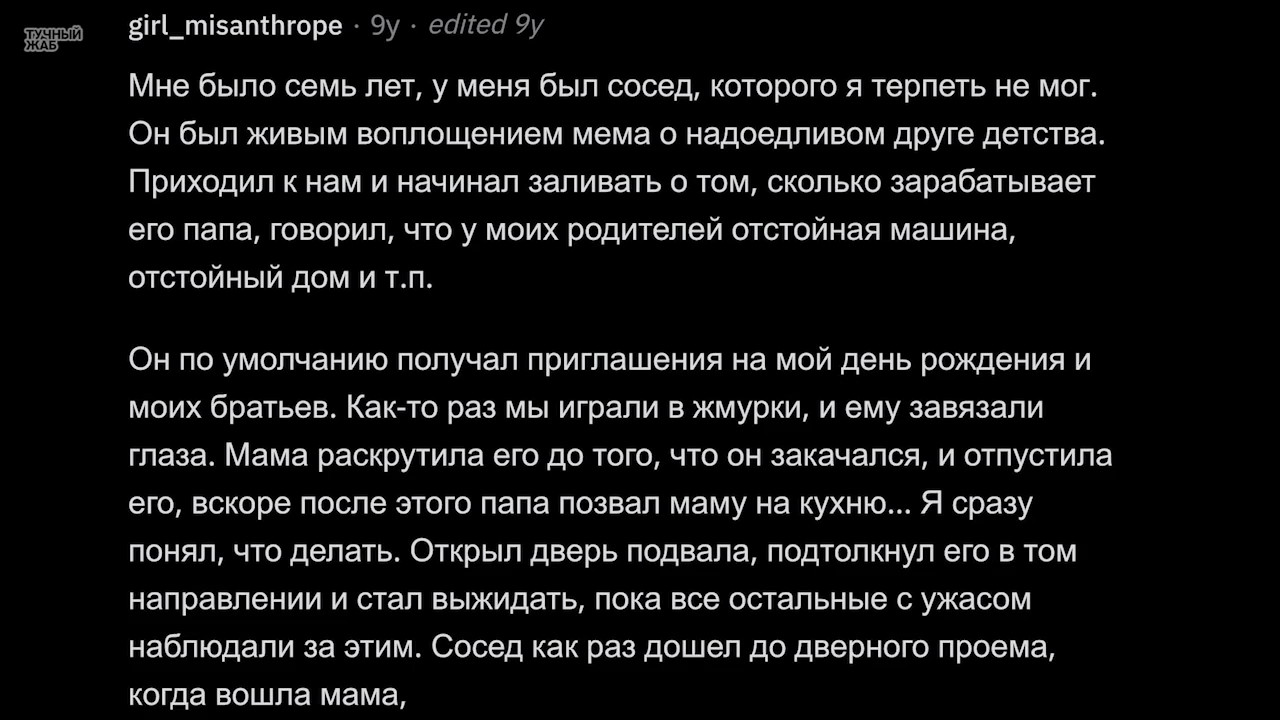 ТУЧНЫЙ
ЖАБ
girl_misanthrope · 9y · edited 9y
Мне было семь лет, у меня был сосед, которого я терпеть не мог.
Он был живым воплощением мема о надоедливом друге детства.
Приходил к нам и начинал заливать о том, сколько зарабатывает
его папа, говорил, что у моих родителей отстойная машина,
отстойный дом и т.п.
Он по умолчанию получал приглашения на мой день рождения и
моих братьев. Как-то раз мы играли в жмурки, и ему завязали
глаза. Мама раскрутила его до того, что он закачался, и отпустила
его, вскоре после этого папа позвал маму на кухню... Я сразу
понял, что делать. Открыл дверь подвала, подтолкнул его в том
направлении и стал выжидать, пока все остальные с ужасом
наблюдали за этим. Сосед как раз дошел до дверного проема,
когда вошла мама,